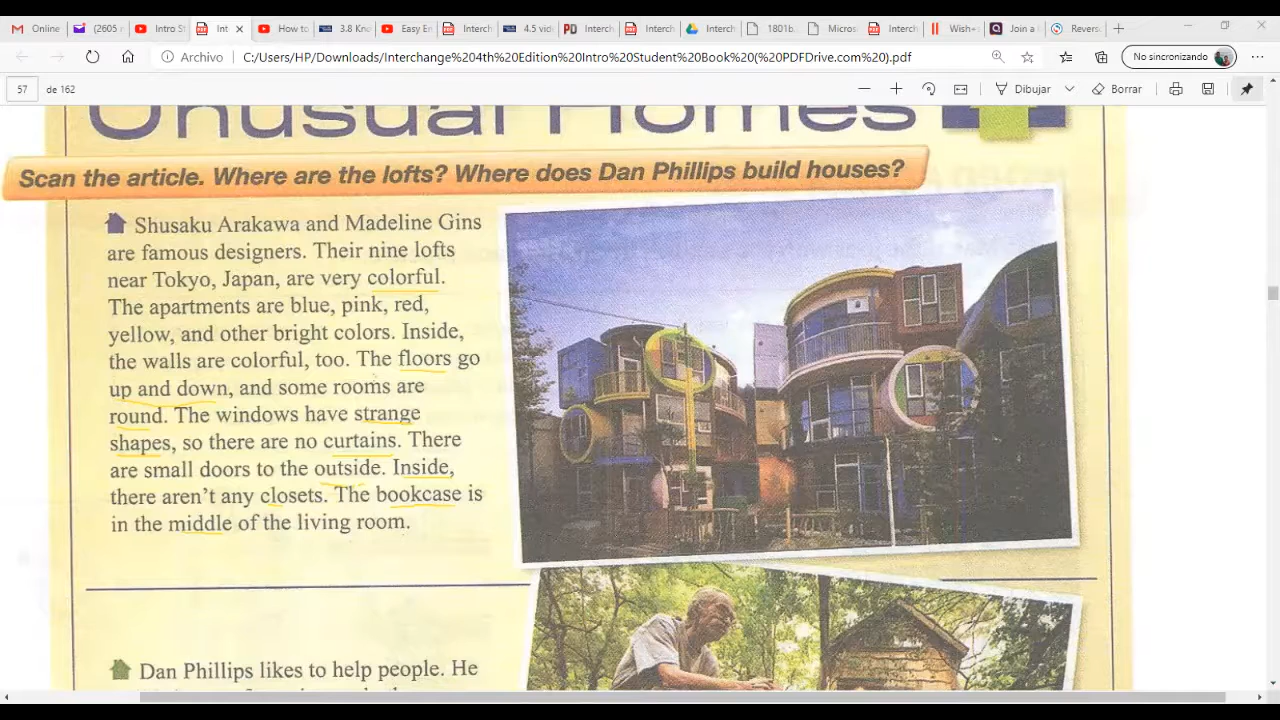 Online
(2605
Intro S
Int
How to
3.8 Kno
Easy En
Interch
4.5 vid
Interch
Interch
Interch
1801b
Micros
Interch
Wish+
Join a
Revers
Archivo
C:/Users/HP/Downloads/Interchange%204th%20Edition%20Intro%20Student%20Book%20(%20PDFDrive.com%20).pdf
No sincronizando
57 de 162
Dibujar
Borrar
Unusual Homes
Scan the article. Where are the lofts? Where does Dan Phillips build houses?
Shusaku Arakawa and Madeline Gins
are famous designers. Their nine lofts
near Tokyo, Japan, are very colorful.
The apartments are blue, pink, red,
yellow, and other bright colors. Inside,
the walls are colorful, too. The floors go
up and down, and some rooms are
round. The windows have strange
shapes, so there are no curtains. There
are small doors to the outside. Inside,
there aren't any closets. The bookcase is
in the middle of the living room.
Dan Phillips likes to help people. He